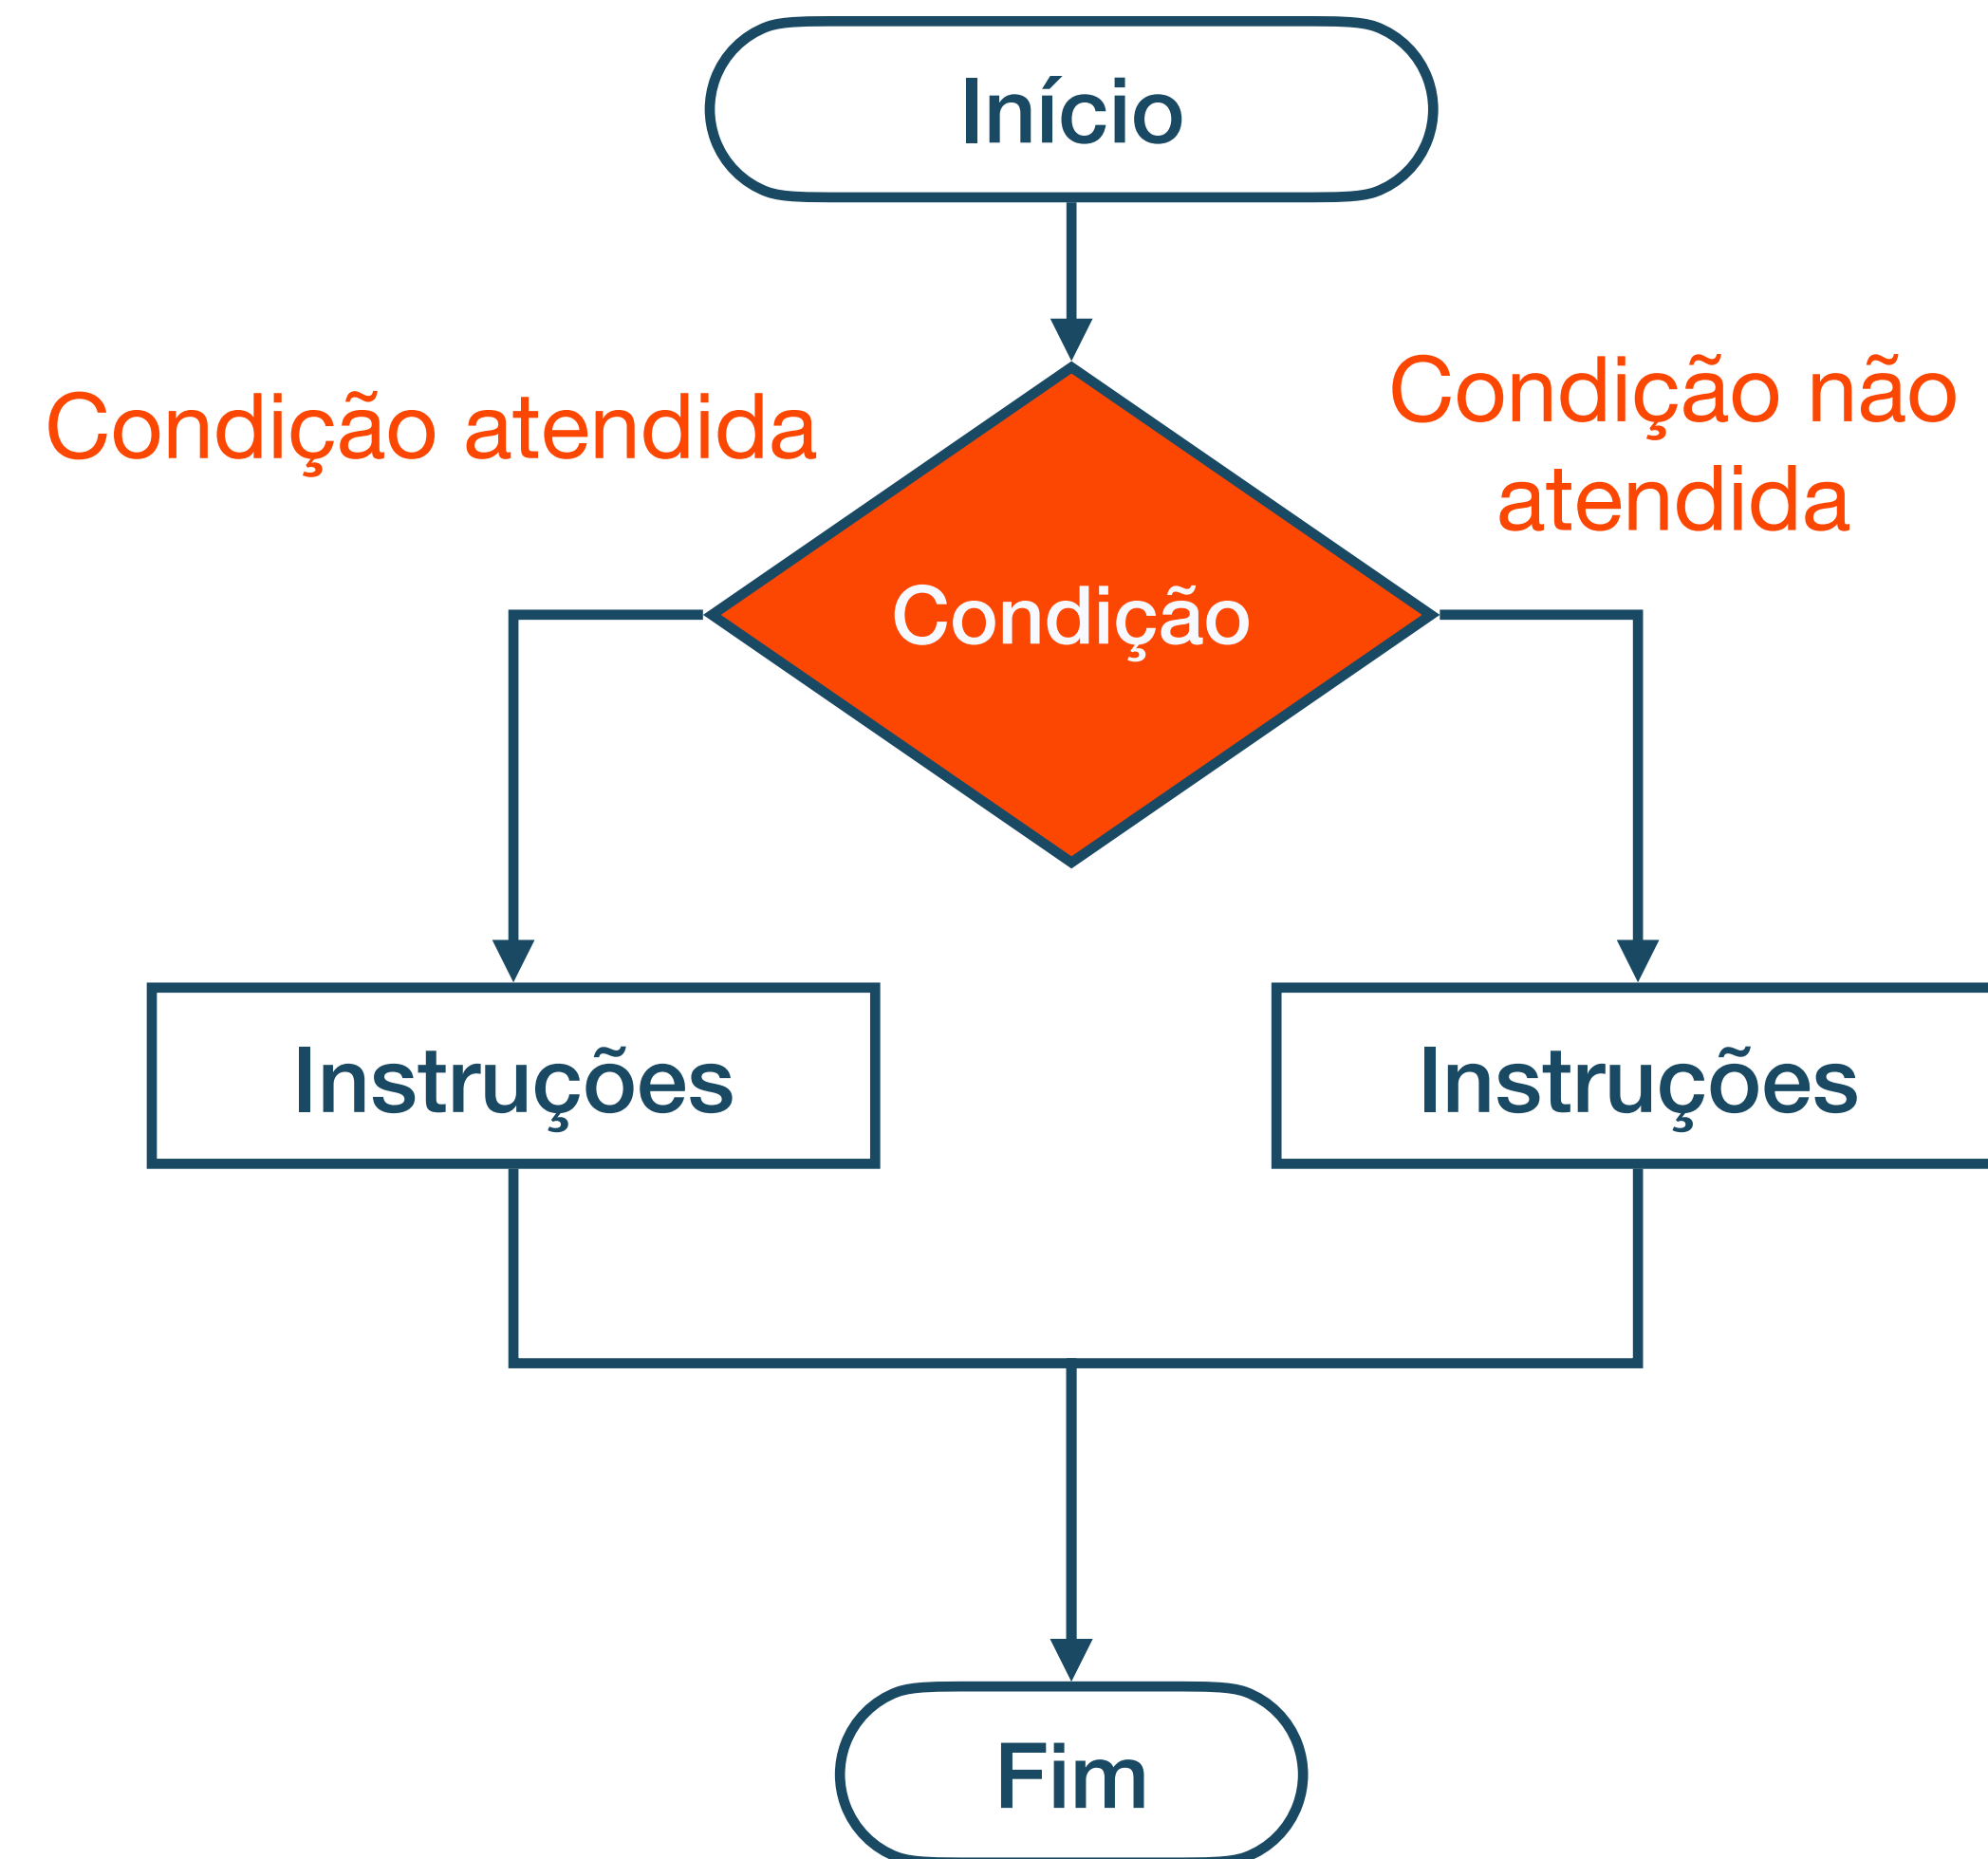 Início
Condição atendida
Condição não
atendida
Condição
Instruções
Instruções
Fim